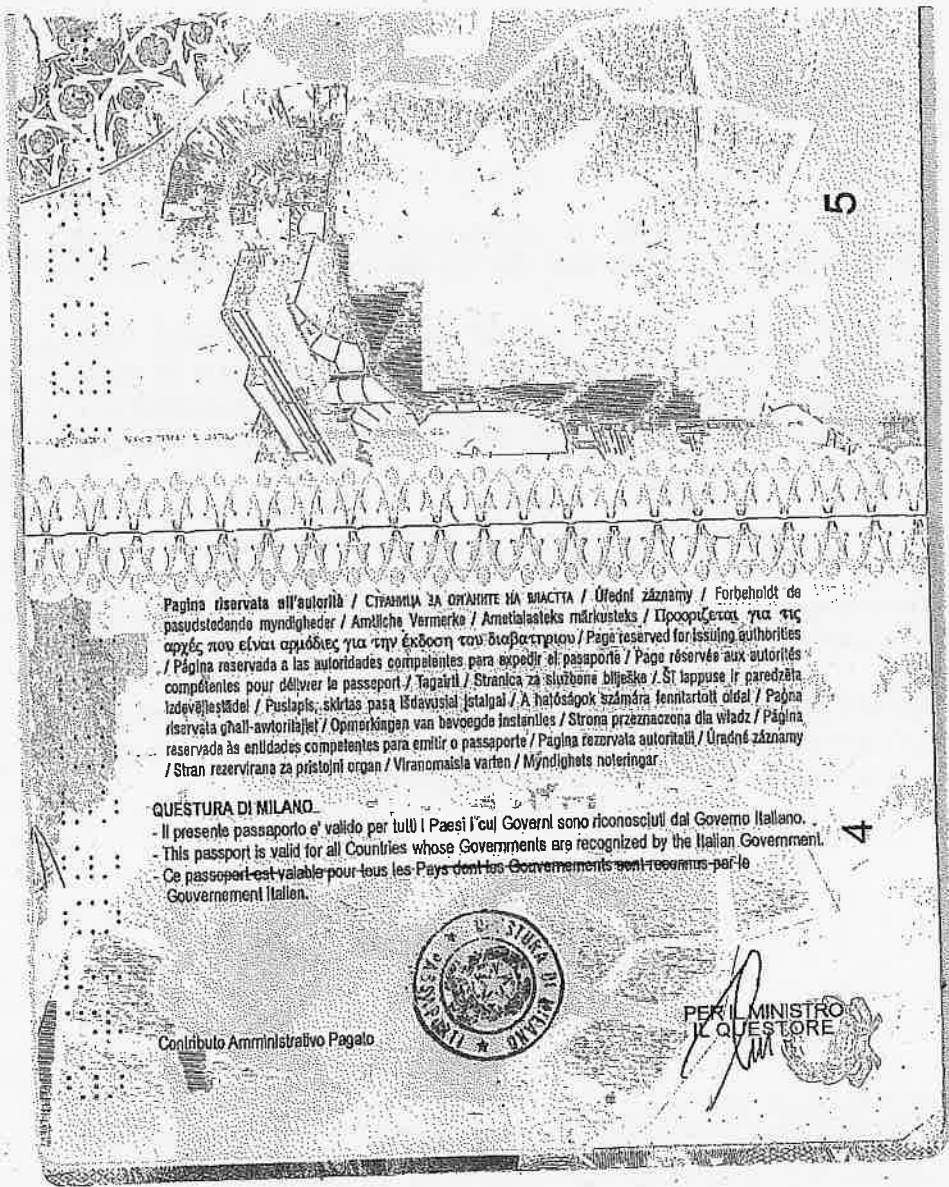 5
Pagina riservata all'autorità / СТРАНИЦА ЗА ОРГАНИТЕ НА ВЛАСТТА / Úřední záznamy / Forbeholdt de
pasudstedende myndigheder / Amtliche Vermerke / Ametialasteks märkusteks / Προορίζεται για τις
αρχές που είναι αρμόδιες για την έκδοση του διαβατηρίου / Page reserved for issuing authorities
/ Página reservada a las autoridades competentes para expedir el pasaporte / Page réservée aux autorités
compétentes pour délivrer le passeport / Tagairtí / Stranica za službene bilješke / Šī lappuse ir paredzēta
izdevējiestādei / Puslapis, skirtas pasą išdavusiai įstaigai / A hatóságok számára fenntartott oldal / Paġna
riservata għall-awtoritajiet / Opmerkingen van bevoegde instanties / Strona przeznaczona dla władz / Página
reservada às entidades competentes para emitir o passaporte / Pagina rezervata autoritatii / Úradné záznamy
/ Stran rezervirana za pristojni organ / Viranomaisia varten / Myndighets noteringar
QUESTURA DI MILANO
- Il presente passaporto e' valido per tutti i Paesi i cui Governi sono riconosciuti dal Governo Italiano.
- This passport is valid for all Countries whose Governments are recognized by the Italian Government.
- Ce passeport est valable pour tous les Pays dont les Gouvernements sont reconnus par le
Gouvernement Italien.
4
QUESTURA DI MILANO
Contributo Amministrativo Pagato
PER IL MINISTRO
IL QUESTORE